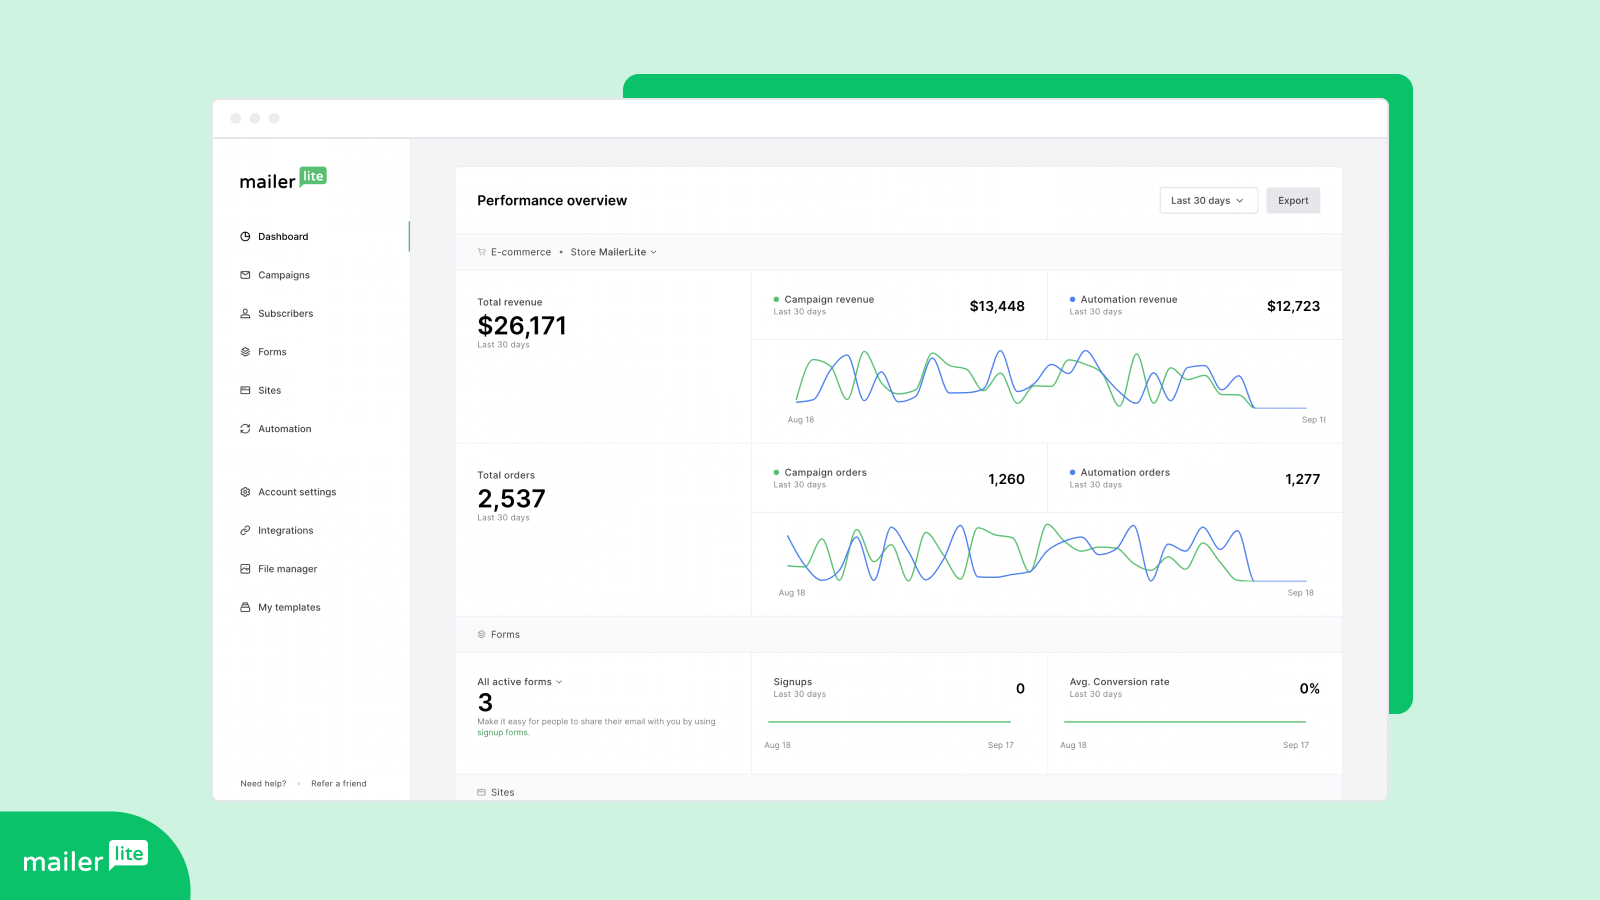 mailer lite
Dashboard
Campaigns
Subscribers
Forms
Sites
Automation
Account settings
Integrations
File manager
My templates
Need help? • Refer a friend
Performance overview
Last 30 days
Export
E-commerce • Store MailerLite
Total revenue
$26,171
Last 30 days
Campaign revenue
Last 30 days
$13,448
Automation revenue
Last 30 days
$12,723
Aug 18
Sep 18
Total orders
2,537
Last 30 days
Campaign orders
Last 30 days
1,260
Automation orders
Last 30 days
1,277
Aug 18
Sep 18
Forms
All active forms
3
Make it easy for people to share their email with you by using
signup forms.
Signups
Last 30 days
0
Aug 18
Sep 17
Avg. Conversion rate
Last 30 days
0%
Aug 18
Sep 17
Sites
mailer lite